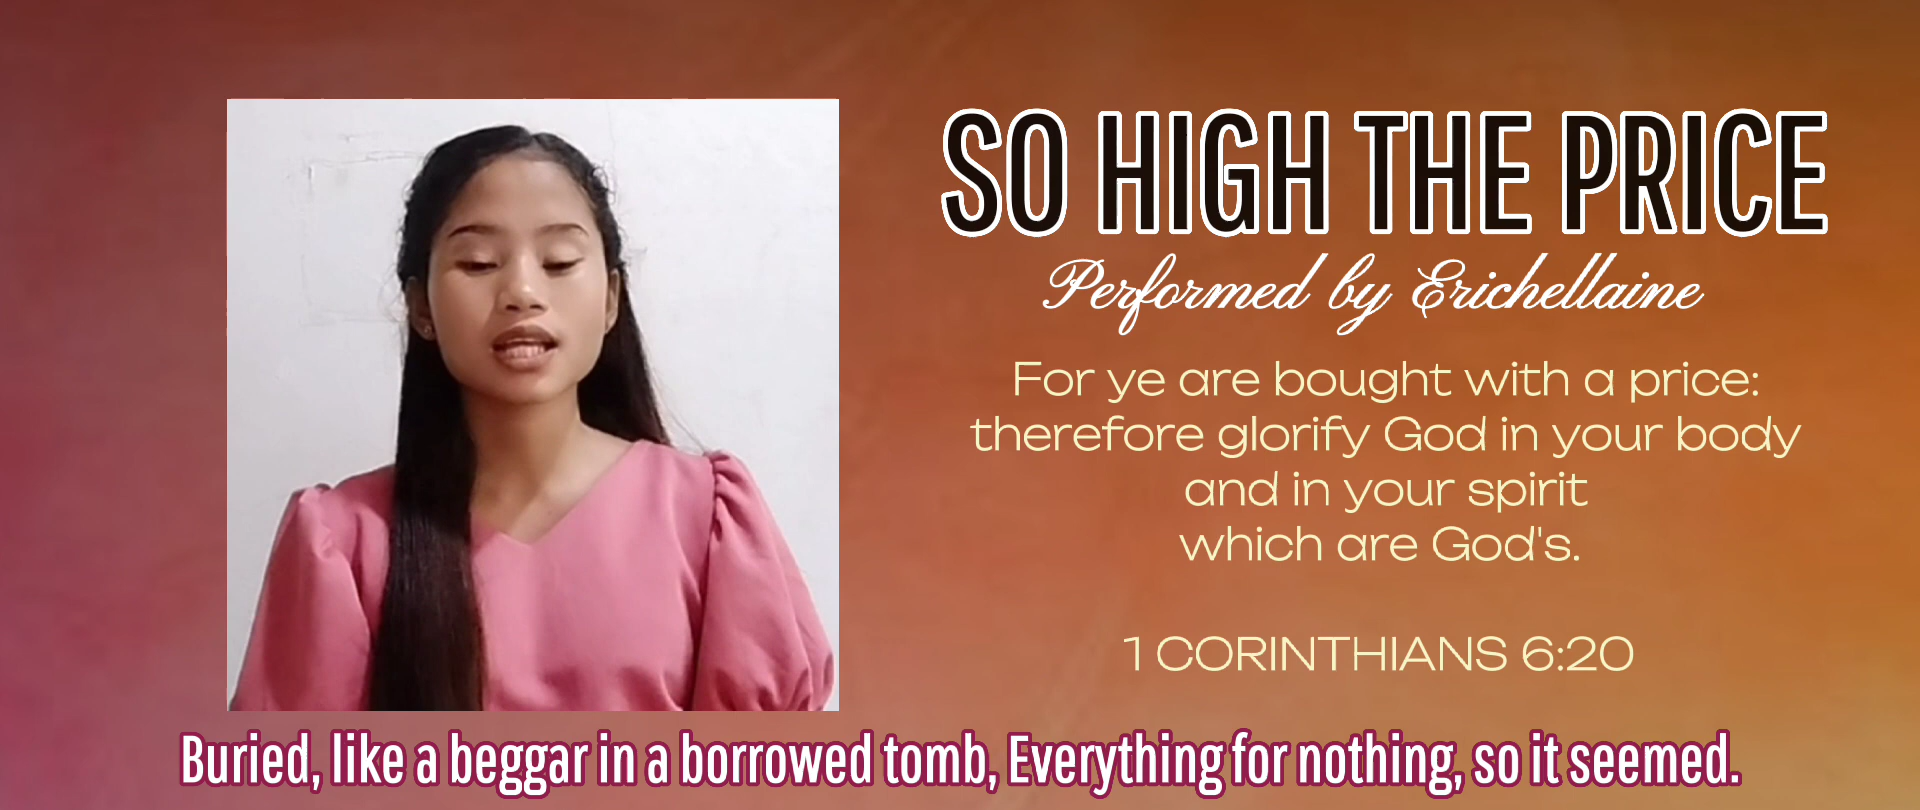 SO HIGH THE PRICE
Performed by Erichellaine
For ye are bought with a price:
therefore glorify God in your body
and in your spirit
which are God's.
1 CORINTHIANS 6:20
Buried, like a beggar in a borrowed tomb, Everything for nothing, so it seemed.